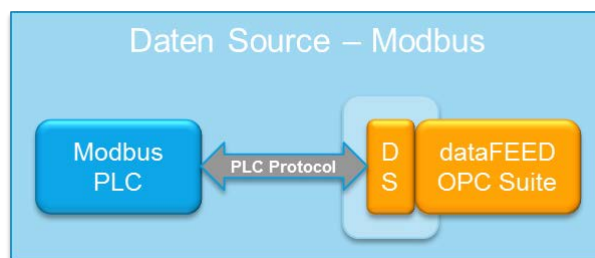 Daten Source – Modbus
Modbus
PLC
PLC Protocol
D
S
dataFEED
OPC Suite